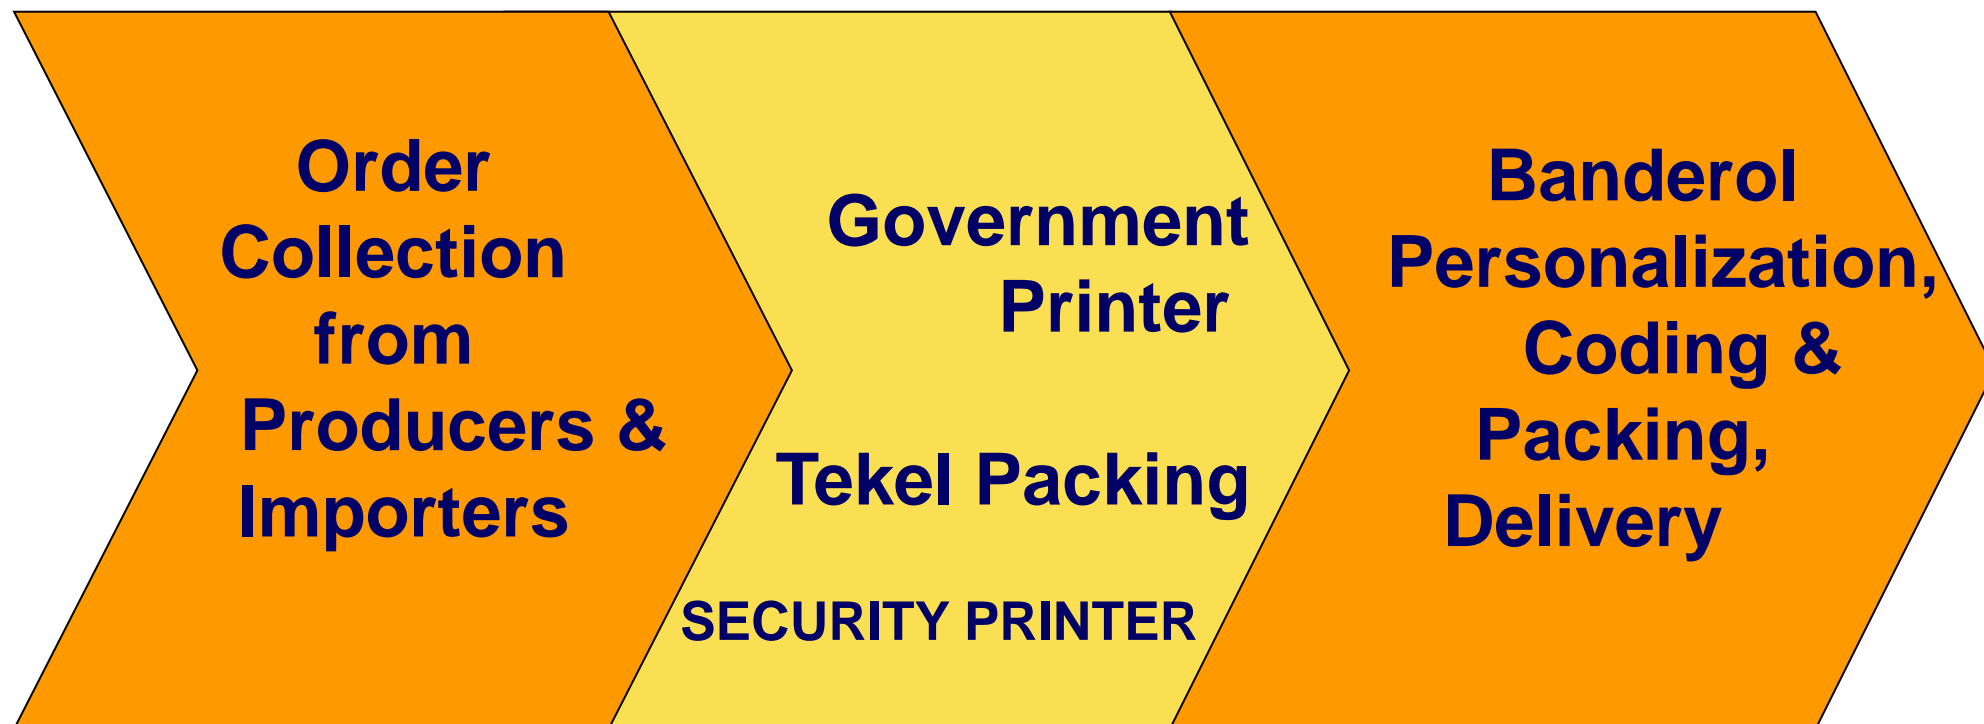 Order
Collection
from
Producers &
Importers
Government
Printer
Tekel Packing
SECURITY PRINTER
Banderol
Personalization,
Coding &
Packing,
Delivery